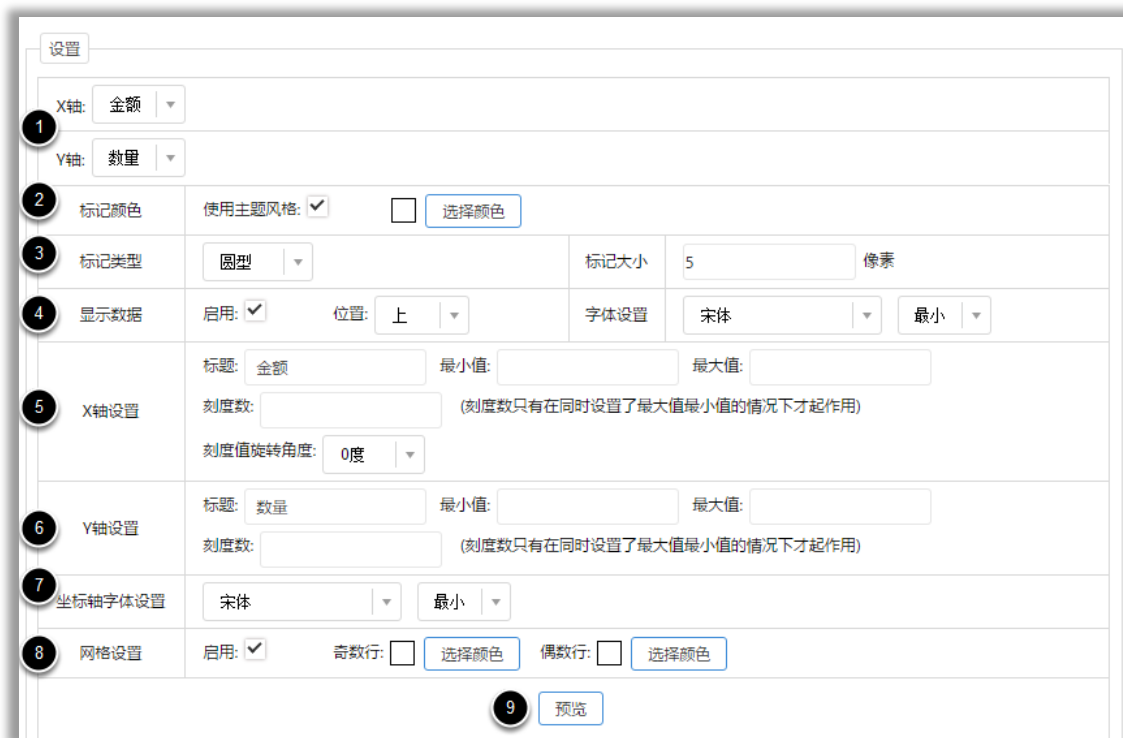 设置
X轴: 金额
1
Y轴: 数量
2 标记颜色 使用主题风格: 选择颜色
3 标记类型 圆型 标记大小 5 像素
4 显示数据 启用: 位置: 上 字体设置 宋体 最小
标题: 金额 最小值: 最大值:
5 X轴设置 刻度数: (刻度数只有在同时设置了最大值最小值的情况下才起作用)
刻度值旋转角度: 0度
标题: 数量 最小值: 最大值:
6 Y轴设置 刻度数: (刻度数只有在同时设置了最大值最小值的情况下才起作用)
7 坐标轴字体设置 宋体 最小
8 网格设置 启用: 奇数行: 选择颜色 偶数行: 选择颜色
9 预览